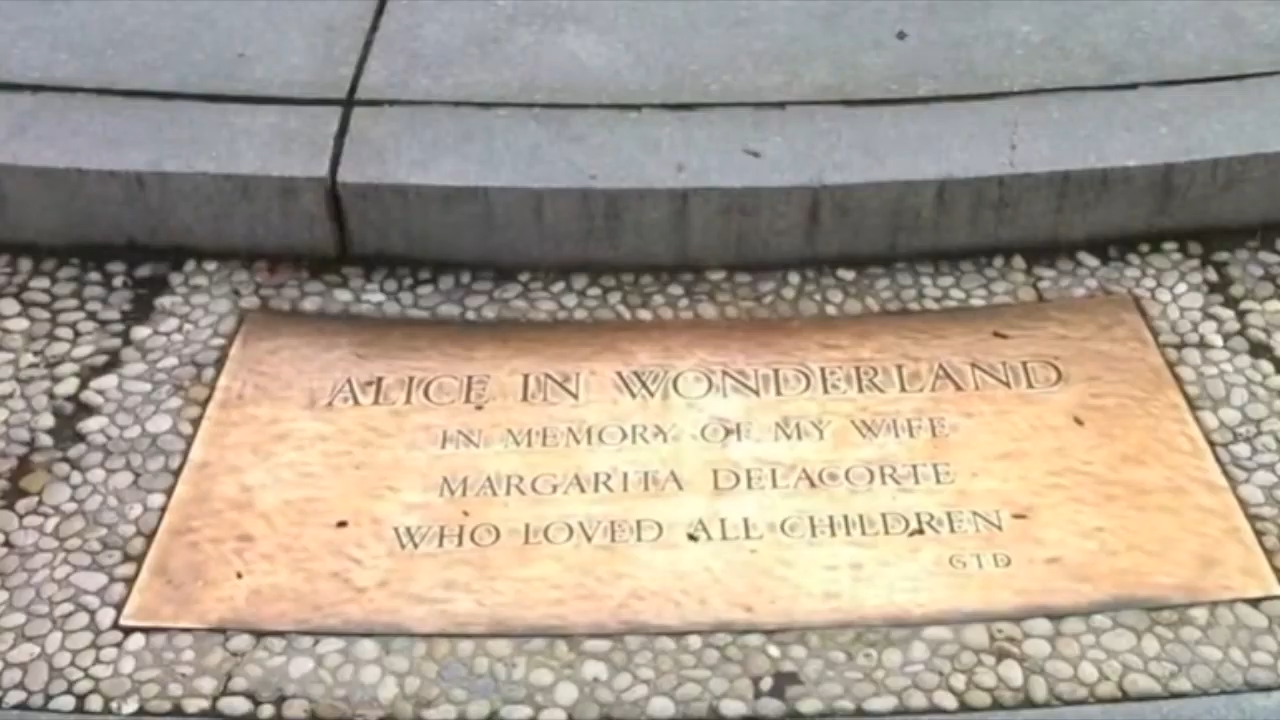 ALICE IN WONDERLAND
IN MEMORY OF MY WIFE
MARGARITA DELACORTE
WHO LOVED ALL CHILDREN
GTD